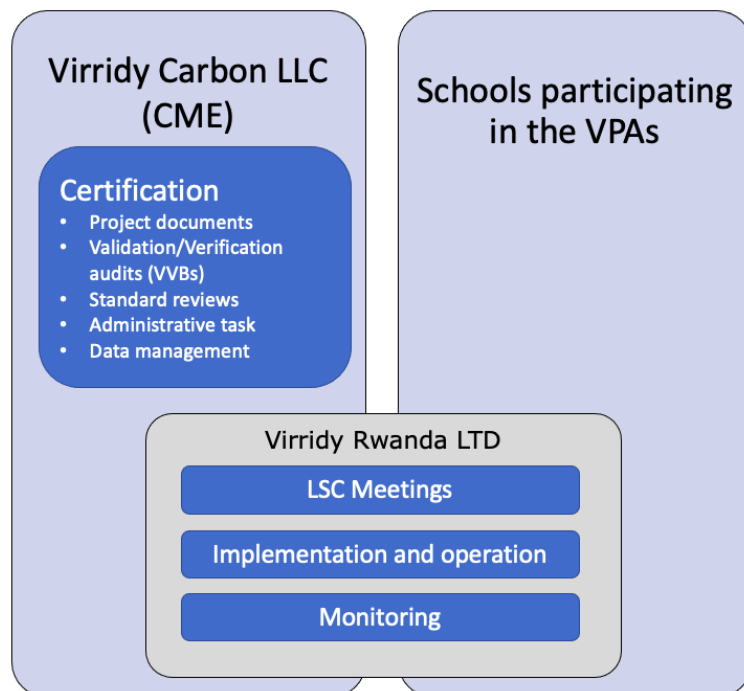 Virridy Carbon LLC
(CME)
Certification
• Project documents
• Validation/Verification
audits (VVBs)
• Standard reviews
• Administrative task
• Data management
Schools participating
in the VPAs
Virridy Rwanda LTD
LSC Meetings
Implementation and operation
Monitoring